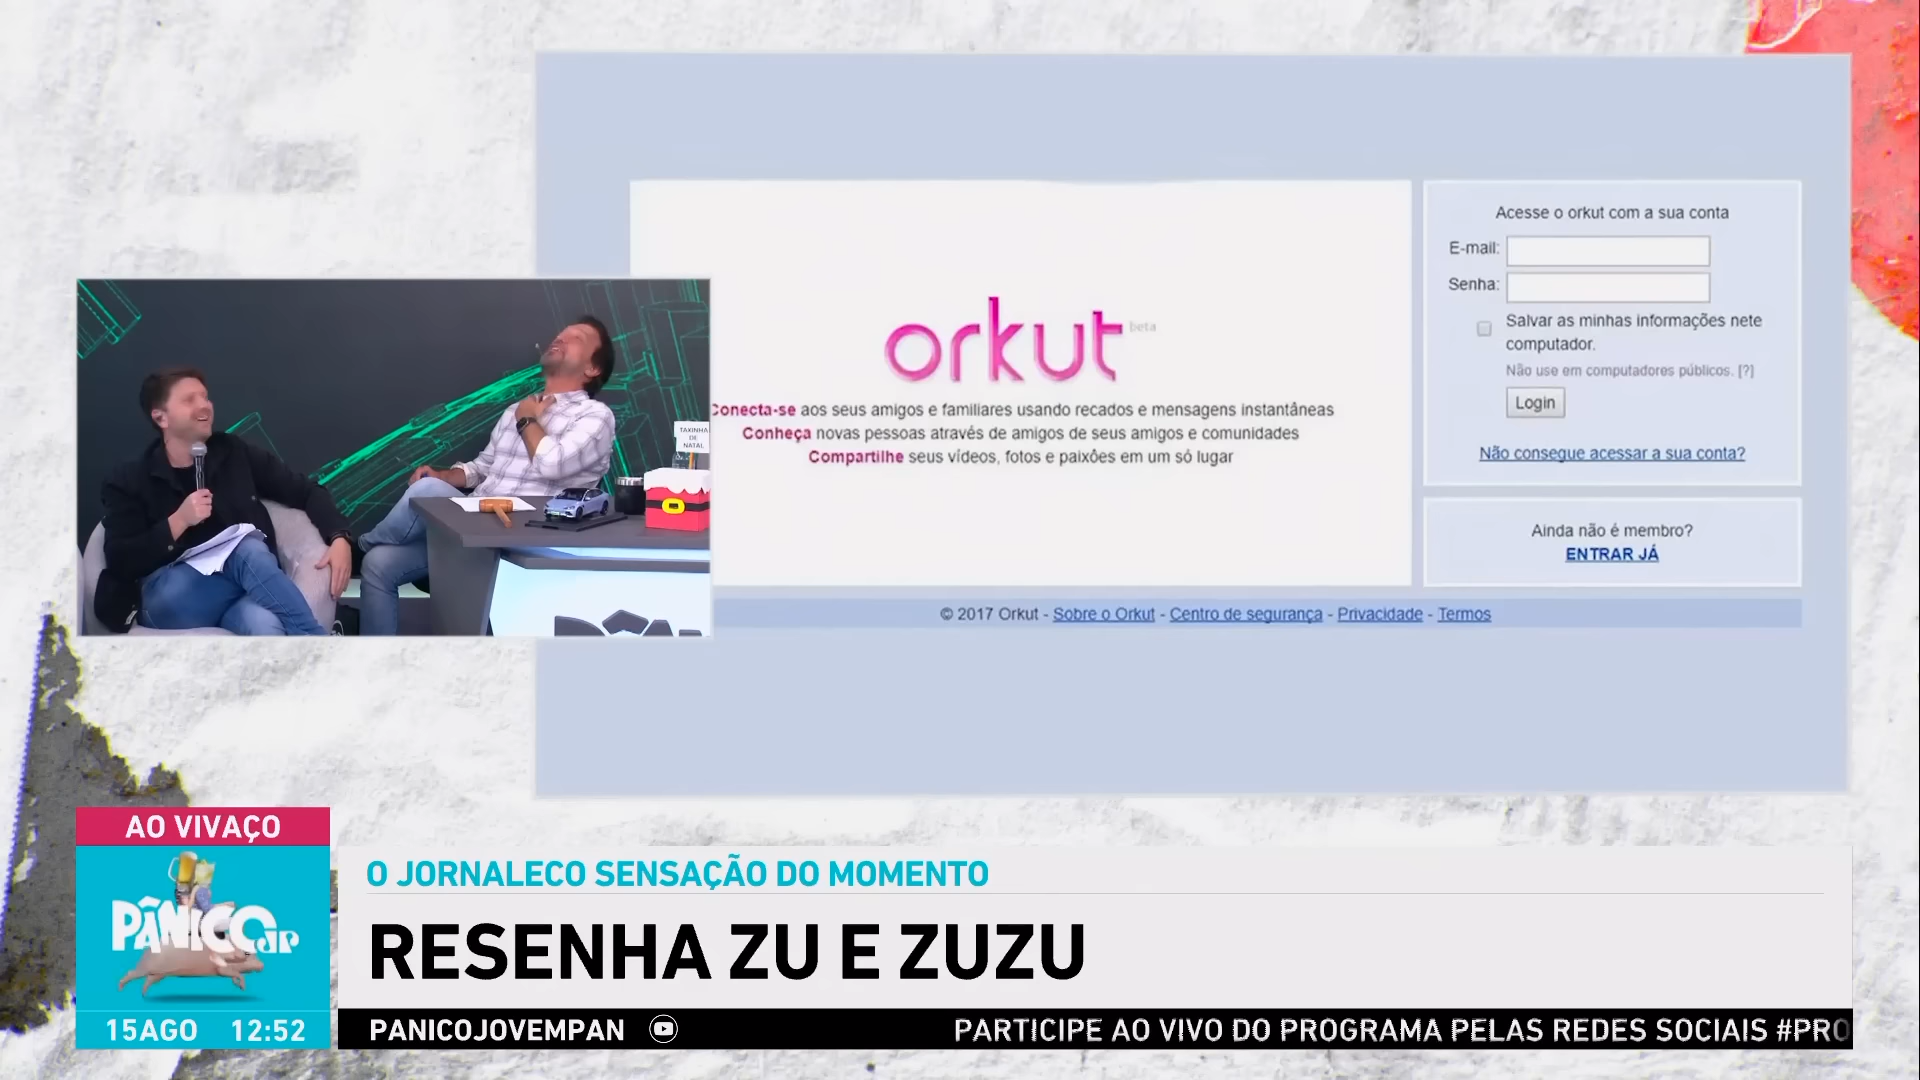 Acesse o orkut com a sua conta
E-mail:
Senha:
Salvar as minhas informações nete
computador.
Não use em computadores públicos. [?]
Login
Não consegue acessar a sua conta?
Ainda não é membro?
ENTRAR JÁ
orkut beta
Conecta-se aos seus amigos e familiares usando recados e mensagens instantâneas
Conheça novas pessoas através de amigos de seus amigos e comunidades
Compartilhe seus vídeos, fotos e paixões em um só lugar
© 2017 Orkut - Sobre o Orkut - Centro de segurança - Privacidade - Termos
TAXINHA
DE
NATAL
AO VIVAÇO
PÂNICO JP
15AGO 12:52
O JORNALECO SENSAÇÃO DO MOMENTO
RESENHA ZU E ZUZU
PANICOJOVEMPAN
PARTICIPE AO VIVO DO PROGRAMA PELAS REDES SOCIAIS #PRO